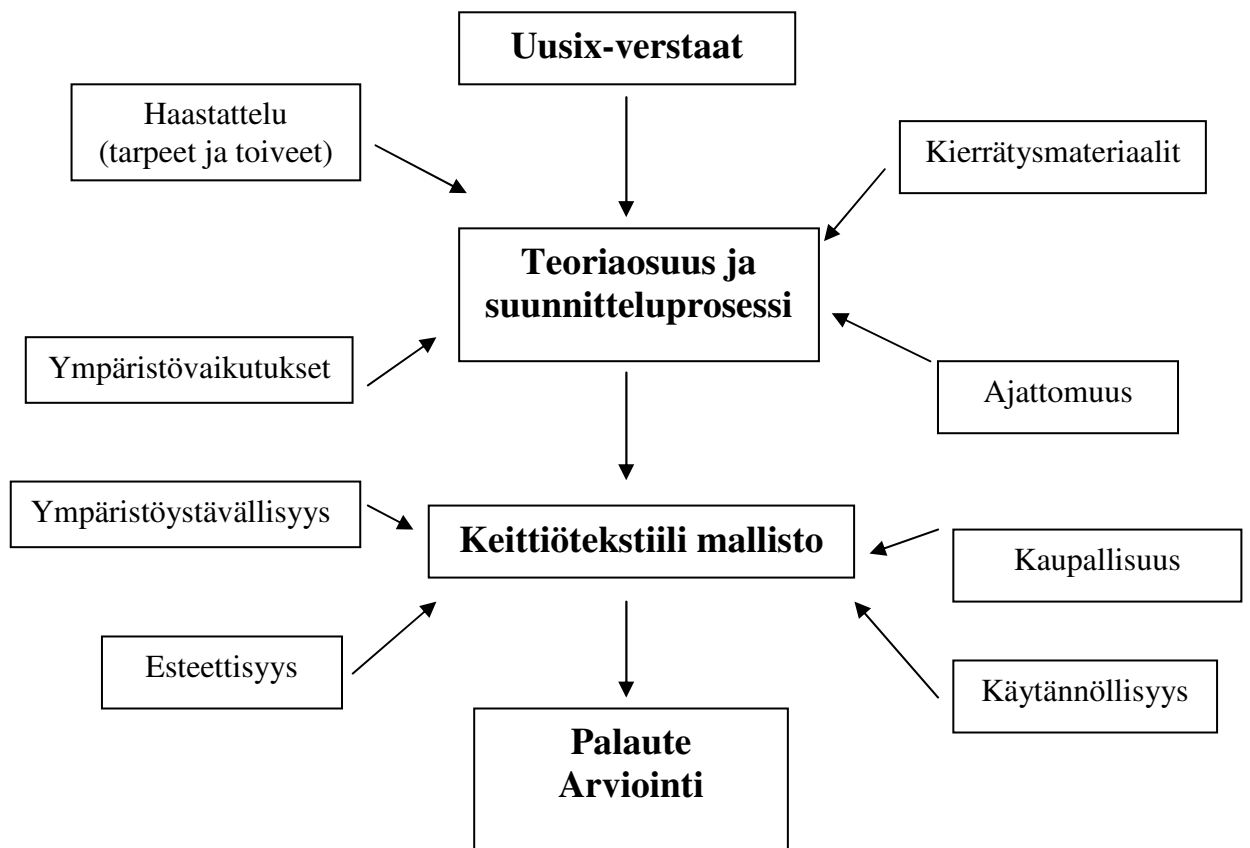 Uusix-verstaat
Haastattelu
(tarpeet ja toiveet)
Kierrätysmateriaalit
Teoriaosuus ja
suunnitteluprosessi
Ympäristövaikutukset
Ajattomuus
Ympäristöystävällisyys
Keittiötekstiili mallisto
Kaupallisuus
Esteettisyys
Käytännöllisyys
Palaute
Arviointi